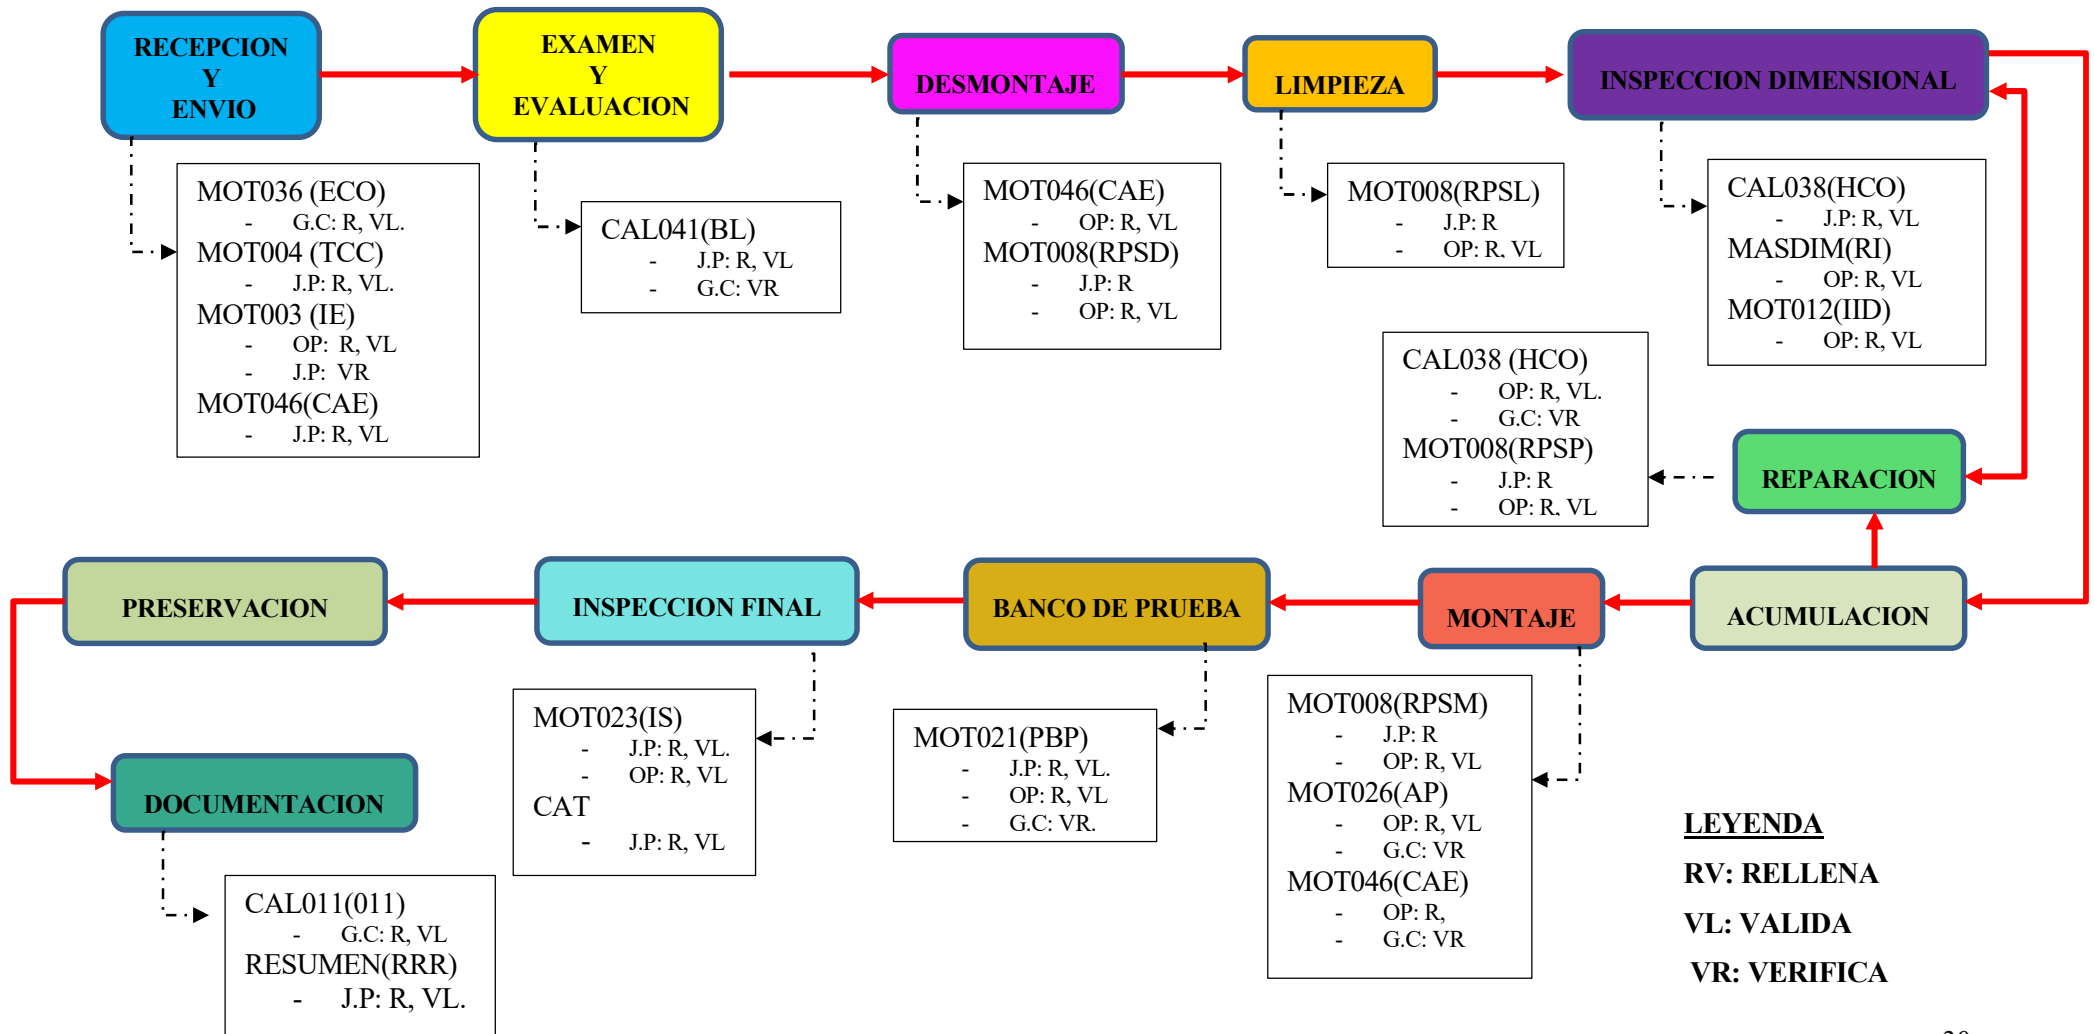 RECEPCION
Y
ENVIO
EXAMEN
Y
EVALUACION
DESMONTAJE
LIMPIEZA
INSPECCION DIMENSIONAL
MOT036 (ECO)
- G.C: R, VL.
MOT004 (TCC)
- J.P: R, VL.
MOT003 (IE)
- OP: R, VL
- J.P: VR
MOT046(CAE)
- J.P: R, VL
CAL041(BL)
- J.P: R, VL
- G.C: VR
MOT046(CAE)
- OP: R, VL
MOT008(RPSD)
- J.P: R
- OP: R, VL
MOT008(RPSL)
- J.P: R
- OP: R, VL
CAL038(HCO)
- J.P: R, VL
MASDIM(RI)
- OP: R, VL
MOT012(IID)
- OP: R, VL
CAL038 (HCO)
- OP: R, VL.
- G.C: VR
MOT008(RPSP)
- J.P: R
- OP: R, VL
REPARACION
PRESERVACION
INSPECCION FINAL
BANCO DE PRUEBA
MONTAJE
ACUMULACION
MOT023(IS)
- J.P: R, VL.
- OP: R, VL
CAT
- J.P: R, VL
MOT021(PBP)
- J.P: R, VL.
- OP: R, VL
- G.C: VR.
MOT008(RPSM)
- J.P: R
- OP: R, VL
MOT026(AP)
- OP: R, VL
- G.C: VR
MOT046(CAE)
- OP: R,
- G.C: VR
DOCUMENTACION
CAL011(011)
- G.C: R, VL
RESUMEN(RRR)
- J.P: R, VL.
LEYENDA
RV: RELLENA
VL: VALIDA
VR: VERIFICA